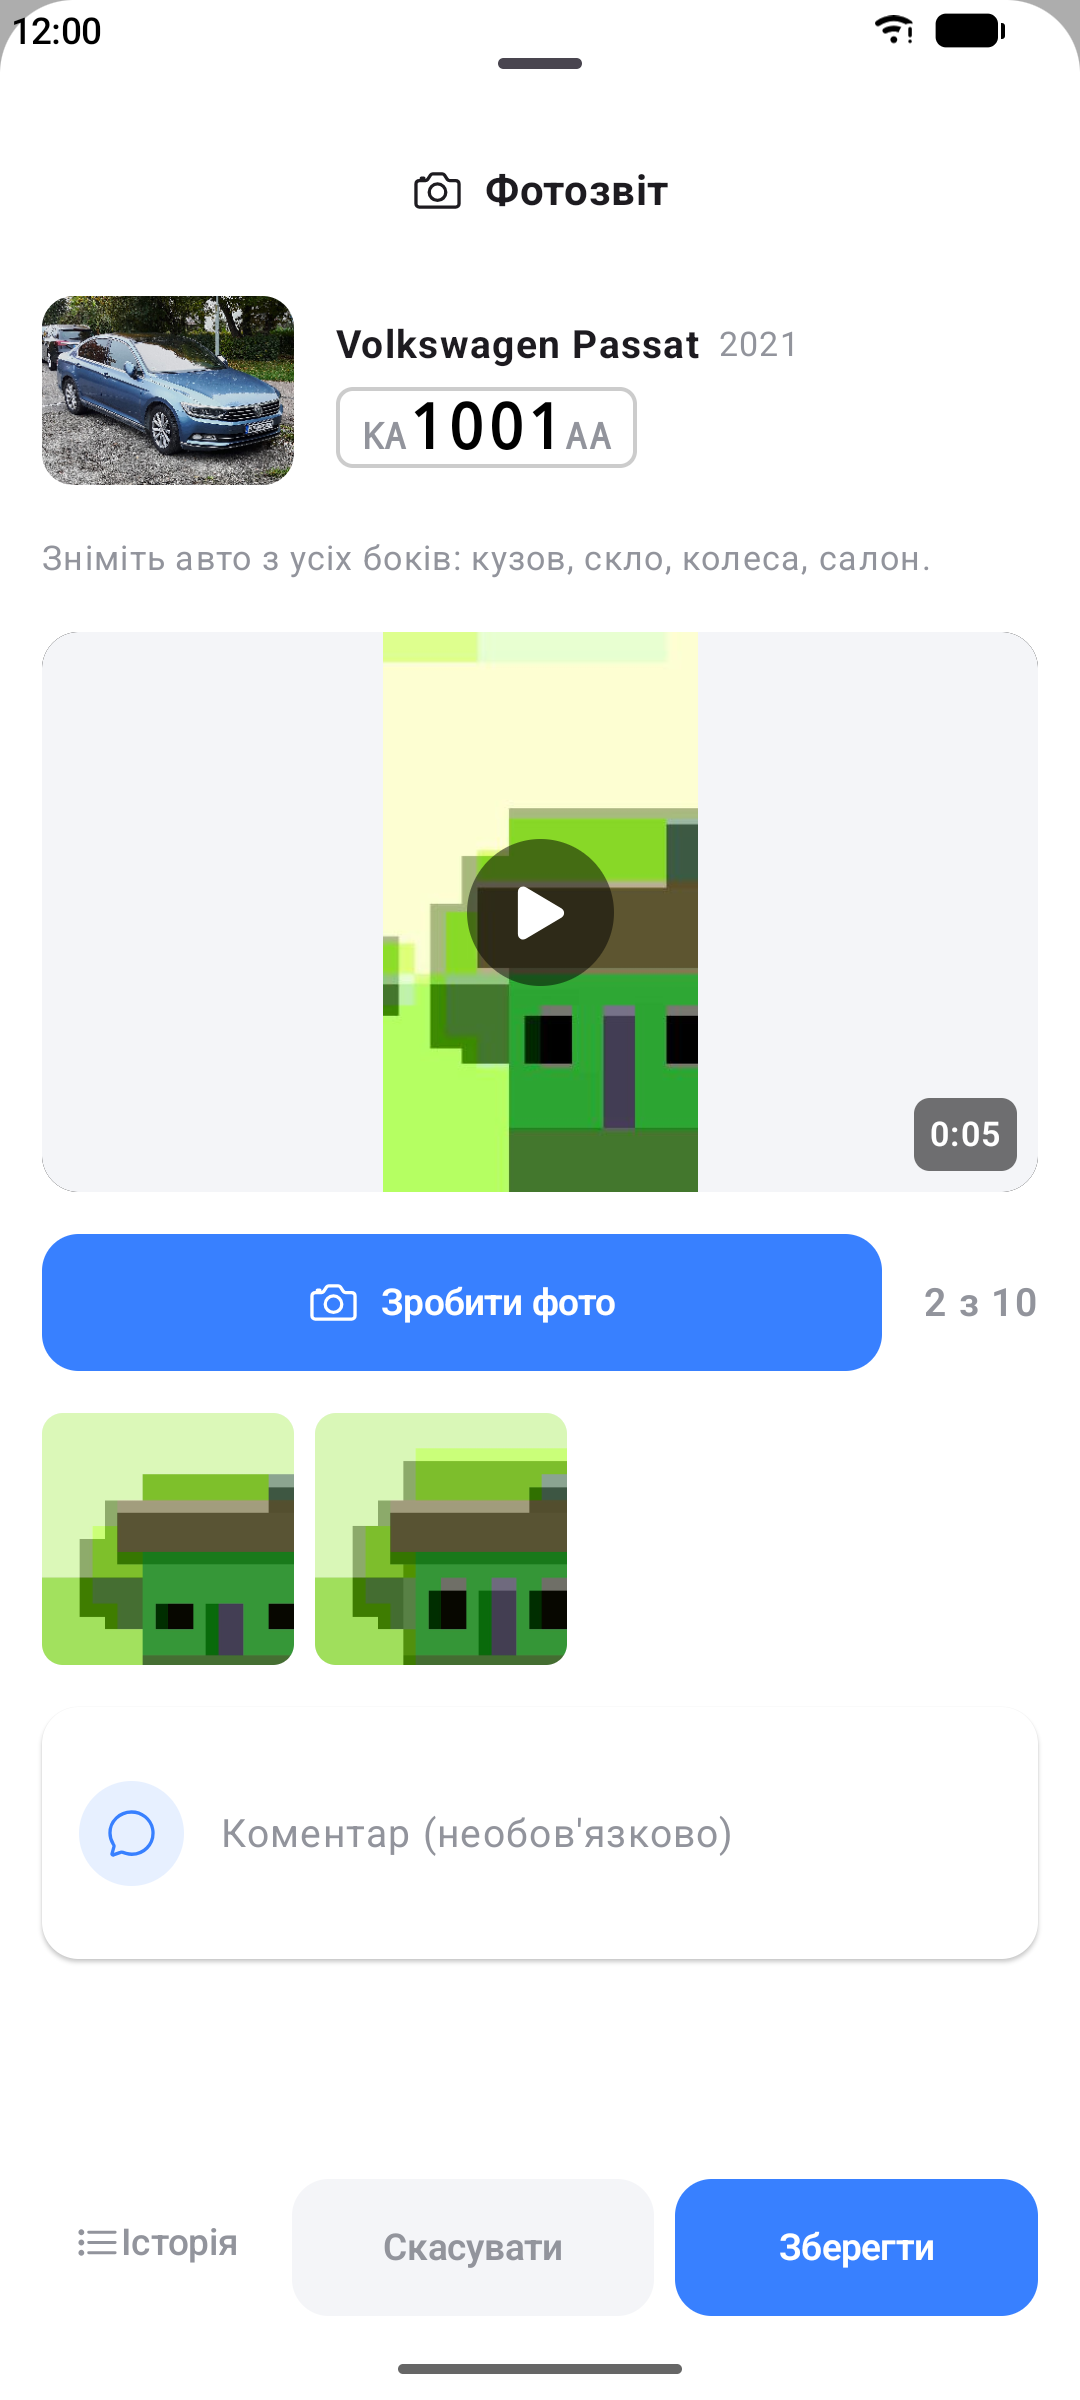 12:00
Фотозвіт
Volkswagen Passat 2021
KA 1001 AA
Зніміть авто з усіх боків: кузов, скло, колеса, салон.
0:05
Зробити фото
2 з 10
Коментар (необов'язково)
Історія
Скасувати
Зберегти